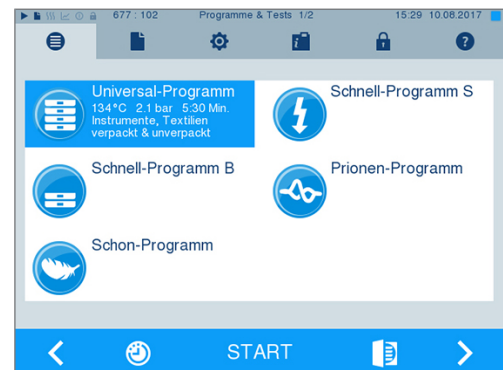 677 : 102 Programme & Tests 1/2 15:29 10.08.2017
Universal-Programm
134°C 2.1 bar 5:30 Min.
Instrumente, Textilien
verpackt & unverpackt
Schnell-Programm S
Schnell-Programm B
Prionen-Programm
Schon-Programm
START